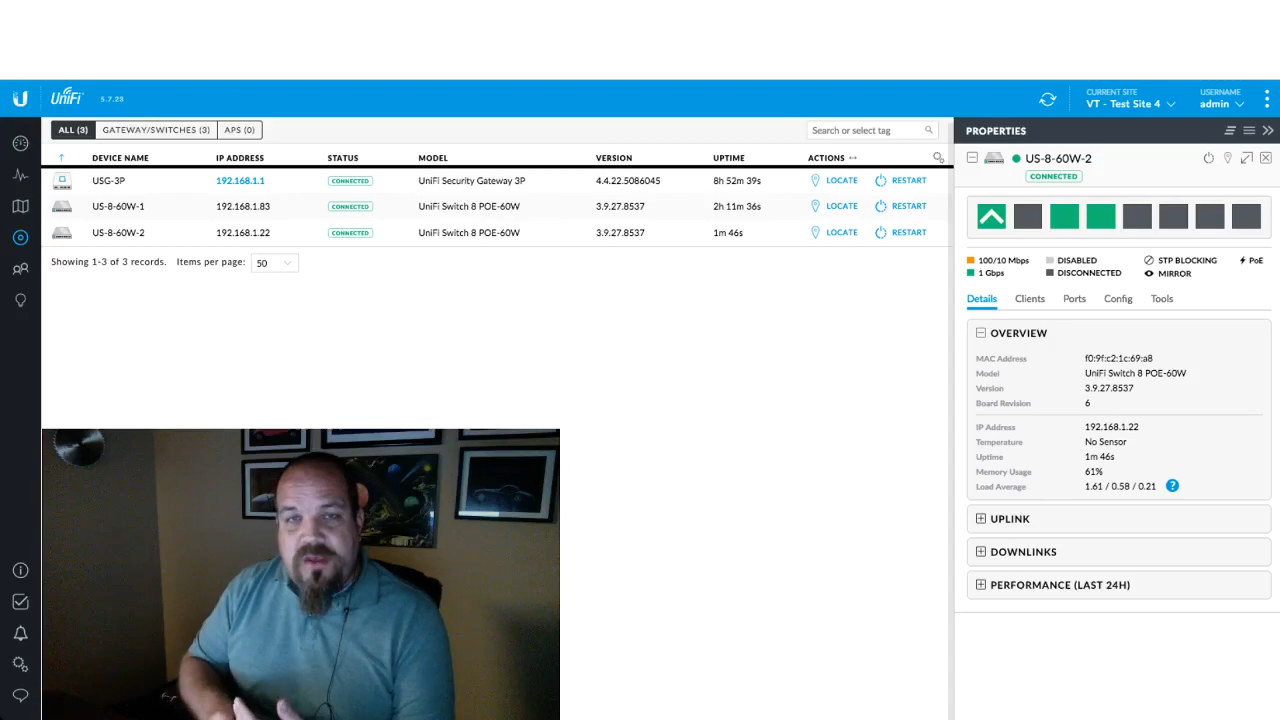 UniFi 5.7.23 CURRENT SITE VT - Test Site 4 USERNAME admin
ALL (3) GATEWAY/SWITCHES (3) APS (0) Search or select tag
DEVICE NAME IP ADDRESS STATUS MODEL VERSION UPTIME ACTIONS
USG-3P 192.168.1.1 CONNECTED UniFi Security Gateway 3P 4.4.22.5086045 8h 52m 39s LOCATE RESTART
US-8-60W-1 192.168.1.83 CONNECTED UniFi Switch 8 POE-60W 3.9.27.8537 2h 11m 36s LOCATE RESTART
US-8-60W-2 192.168.1.22 CONNECTED UniFi Switch 8 POE-60W 3.9.27.8537 1m 46s LOCATE RESTART
Showing 1-3 of 3 records. Items per page: 50
PROPERTIES
US-8-60W-2
CONNECTED
100/10 Mbps DISABLED STP BLOCKING PoE
1 Gbps DISCONNECTED MIRROR
Details Clients Ports Config Tools
OVERVIEW
MAC Address f0:9f:c2:1c:69:a8
Model UniFi Switch 8 POE-60W
Version 3.9.27.8537
Board Revision 6
IP Address 192.168.1.22
Temperature No Sensor
Uptime 1m 46s
Memory Usage 61%
Load Average 1.61 / 0.58 / 0.21 ?
UPLINK
DOWNLINKS
PERFORMANCE (LAST 24H)